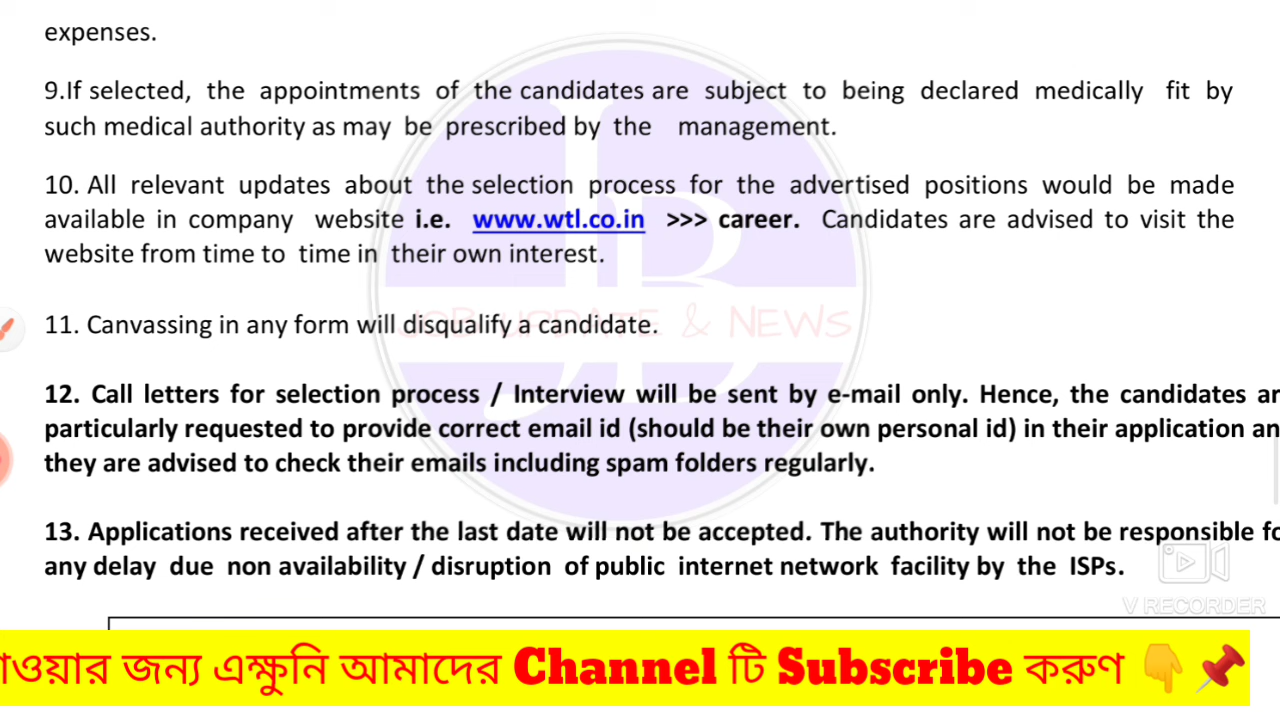 expenses.
9.If selected, the appointments of the candidates are subject to being declared medically fit by
such medical authority as may be prescribed by the management.
10. All relevant updates about the selection process for the advertised positions would be made
available in company website i.e. www.wtl.co.in >>> career. Candidates are advised to visit the
website from time to time in their own interest.
11. Canvassing in any form will disqualify a candidate.
JOB UPDATE & NEWS
12. Call letters for selection process / Interview will be sent by e-mail only. Hence, the candidates ar
particularly requested to provide correct email id (should be their own personal id) in their application an
they are advised to check their emails including spam folders regularly.
13. Applications received after the last date will not be accepted. The authority will not be responsible fo
any delay due non availability / disruption of public internet network facility by the ISPs.
V RECORDER
াওয়ার জন্য এক্ষুনি আমাদের Channel টি Subscribe করুণ